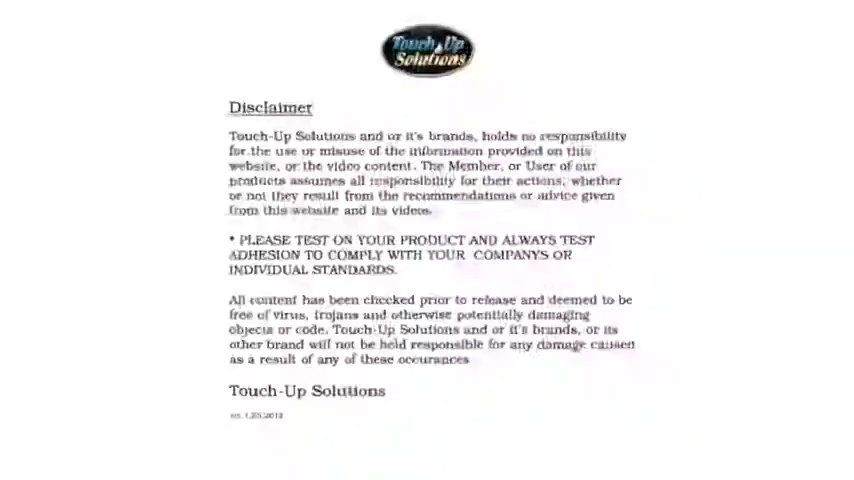 Touch Up
Solutions
Disclaimer
Touch-Up Solutions and or it's brands, holds no responsibility
for the use or misuse of the information provided on this
website, or the video content. The Member, or User of our
products assumes all responsibility for their actions, whether
or not they result from the recommendations or advice given
from this website and its videos.
* PLEASE TEST ON YOUR PRODUCT AND ALWAYS TEST
ADHESION TO COMPLY WITH YOUR COMPANYS OR
INDIVIDUAL STANDARDS.
All content has been checked prior to release and deemed to be
free of virus, trojans and otherwise potentially damaging
objects or code. Touch-Up Solutions and or it's brands, or its
other brand will not be held responsible for any damage caused
as a result of any of these occurances
Touch-Up Solutions